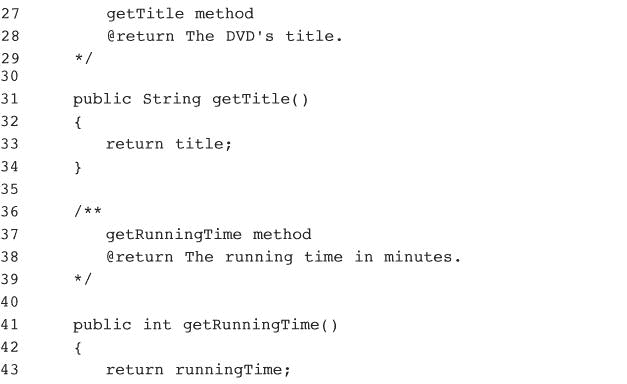 27         getTitle method
28         @return The DVD's title.
29      */
30
31      public String getTitle()
32      {
33         return title;
34      }
35
36      /**
37         getRunningTime method
38         @return The running time in minutes.
39      */
40
41      public int getRunningTime()
42      {
43         return runningTime;